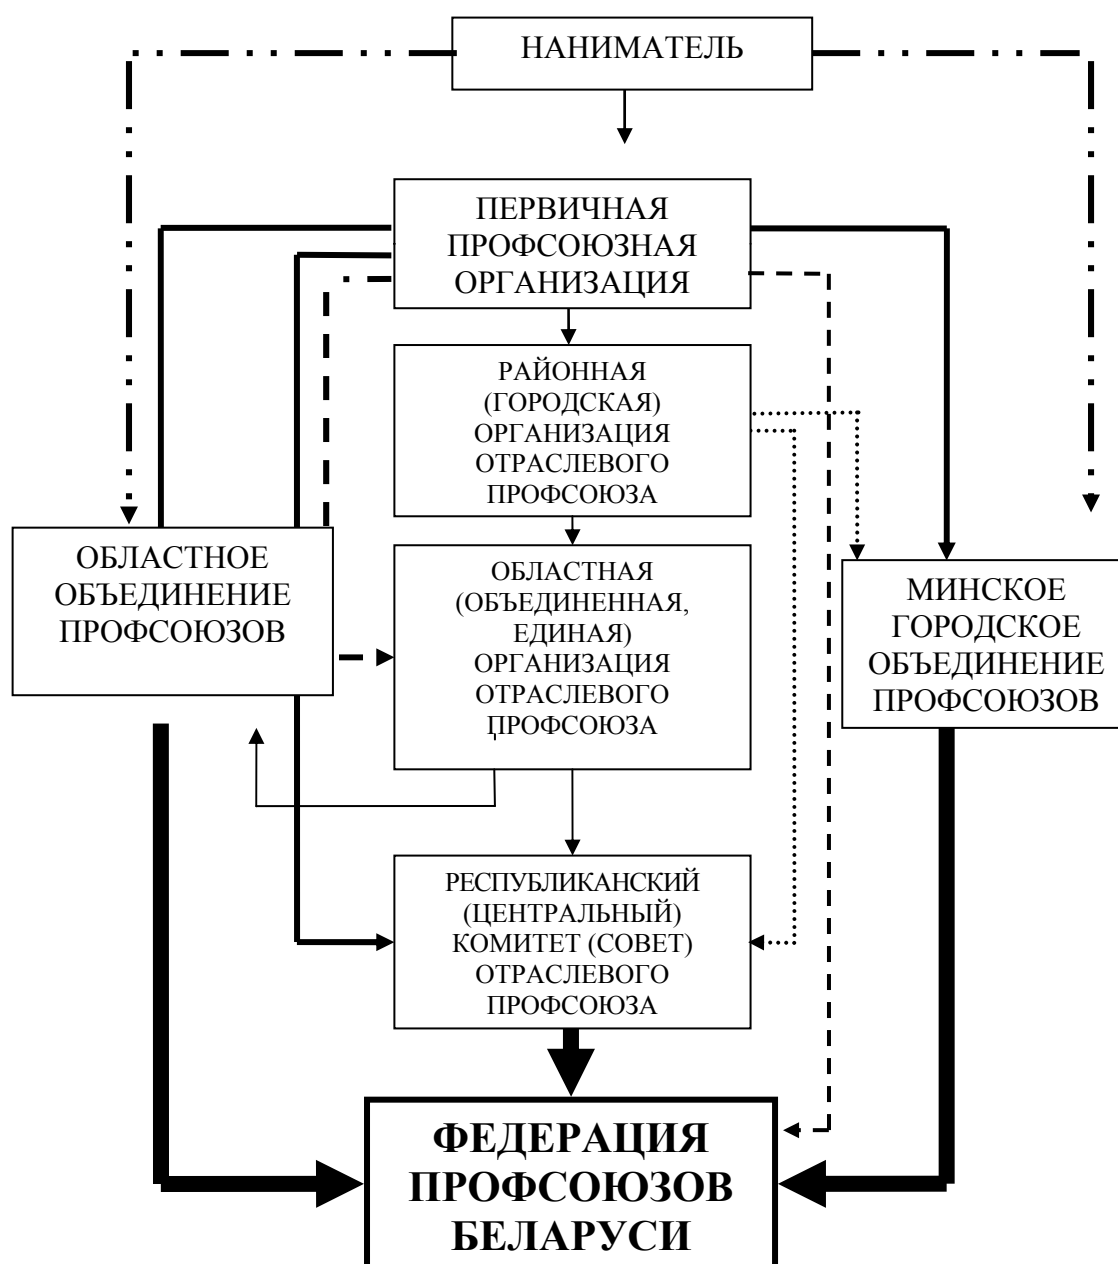 НАНИМАТЕЛЬ
ПЕРВИЧНАЯ
ПРОФСОЮЗНАЯ
ОРГАНИЗАЦИЯ
РАЙОННАЯ
(ГОРОДСКАЯ)
ОРГАНИЗАЦИЯ
ОТРАСЛЕВОГО
ПРОФСОЮЗА
ОБЛАСТНОЕ
ОБЪЕДИНЕНИЕ
ПРОФСОЮЗОВ
ОБЛАСТНАЯ
(ОБЪЕДИНЕННАЯ,
ЕДИНАЯ)
ОРГАНИЗАЦИЯ
ОТРАСЛЕВОГО
ПРОФСОЮЗА
МИНСКОЕ
ГОРОДСКОЕ
ОБЪЕДИНЕНИЕ
ПРОФСОЮЗОВ
РЕСПУБЛИКАНСКИЙ
(ЦЕНТРАЛЬНЫЙ)
КОМИТЕТ (СОВЕТ)
ОТРАСЛЕВОГО
ПРОФСОЮЗА
ФЕДЕРАЦИЯ
ПРОФСОЮЗОВ
БЕЛАРУСИ